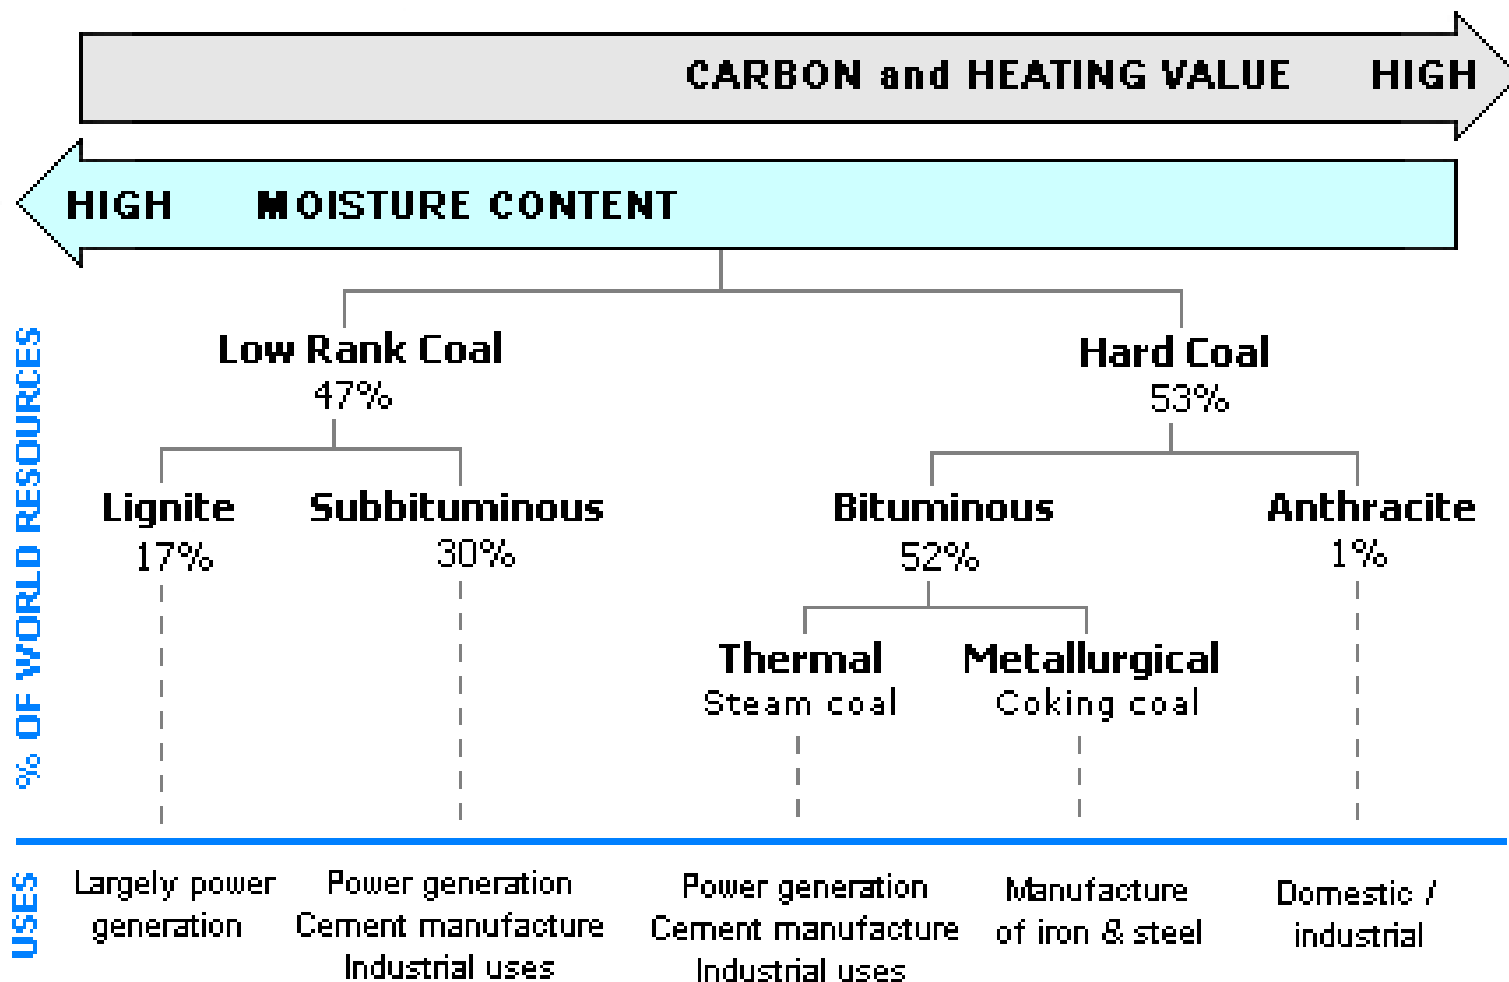 CARBON and HEATING VALUE HIGH
HIGH MOISTURE CONTENT
% OF WORLD RESOURCES
Low Rank Coal
47%
Hard Coal
53%
Lignite
17%
Subbituminous
30%
Bituminous
52%
Anthracite
1%
Thermal
Steam coal
Metallurgical
Coking coal
USES
Largely power
generation
Power generation
Cement manufacture
Industrial uses
Power generation
Cement manufacture
Industrial uses
Manufacture
of iron & steel
Domestic /
industrial